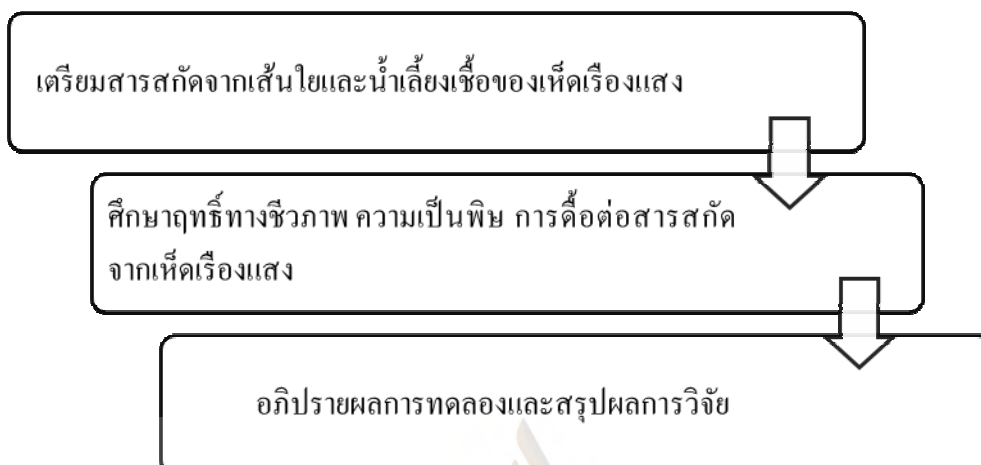 เตรียมสารสกัดจากเส้นใยและน้ำเลี้ยงเชื้อของเห็ดเรืองแสง
ศึกษาฤทธิ์ทางชีวภาพ ความเป็นพิษ การดื้อต่อสารสกัด
จากเห็ดเรืองแสง
อภิปรายผลการทดลองและสรุปผลการวิจัย